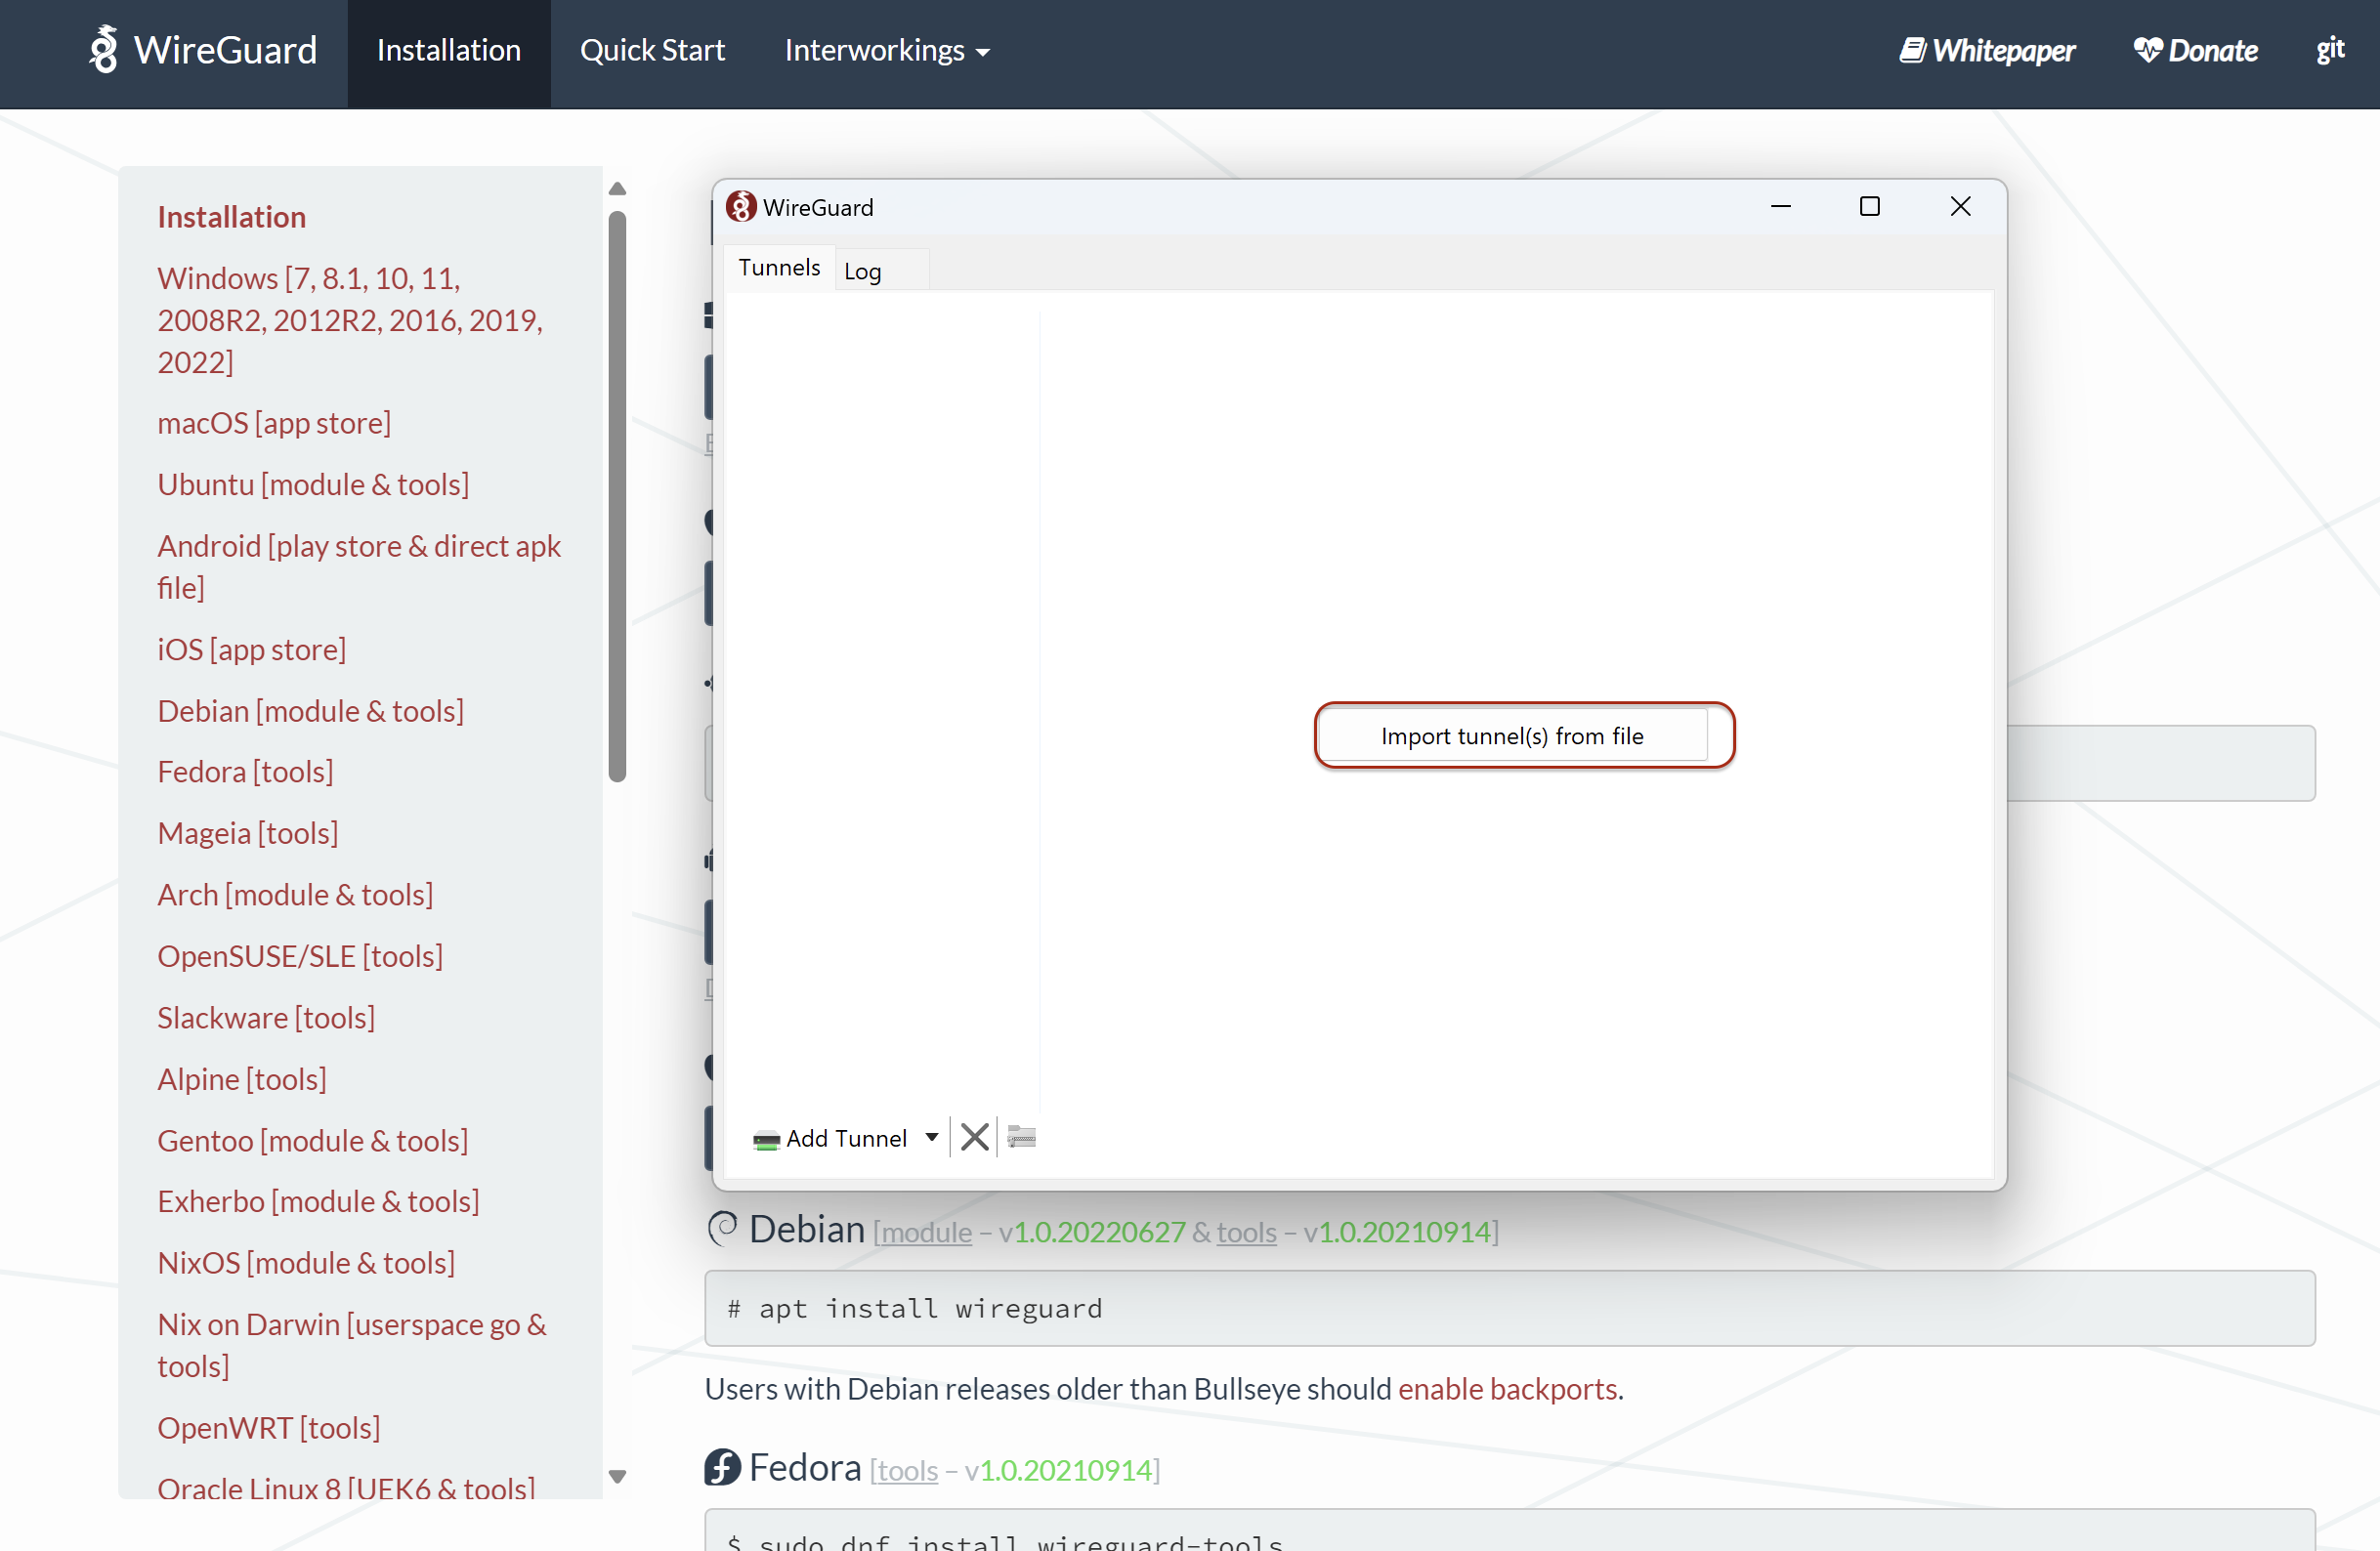 WireGuard
Installation
Quick Start
Interworkings
Whitepaper
Donate
git
Installation
Windows [7, 8.1, 10, 11,
2008R2, 2012R2, 2016, 2019,
2022]
macOS [app store]
Ubuntu [module & tools]
Android [play store & direct apk
file]
iOS [app store]
Debian [module & tools]
Fedora [tools]
Mageia [tools]
Arch [module & tools]
OpenSUSE/SLE [tools]
Slackware [tools]
Alpine [tools]
Gentoo [module & tools]
Exherbo [module & tools]
NixOS [module & tools]
Nix on Darwin [userspace go &
tools]
OpenWRT [tools]
Oracle Linux 8 [UEK6 & tools]
WireGuard
Tunnels
Log
Import tunnel(s) from file
Add Tunnel
Debian [module – v1.0.20220627 & tools – v1.0.20210914]
# apt install wireguard
Users with Debian releases older than Bullseye should enable backports.
Fedora [tools – v1.0.20210914]
$ sudo dnf install wireguard-tools